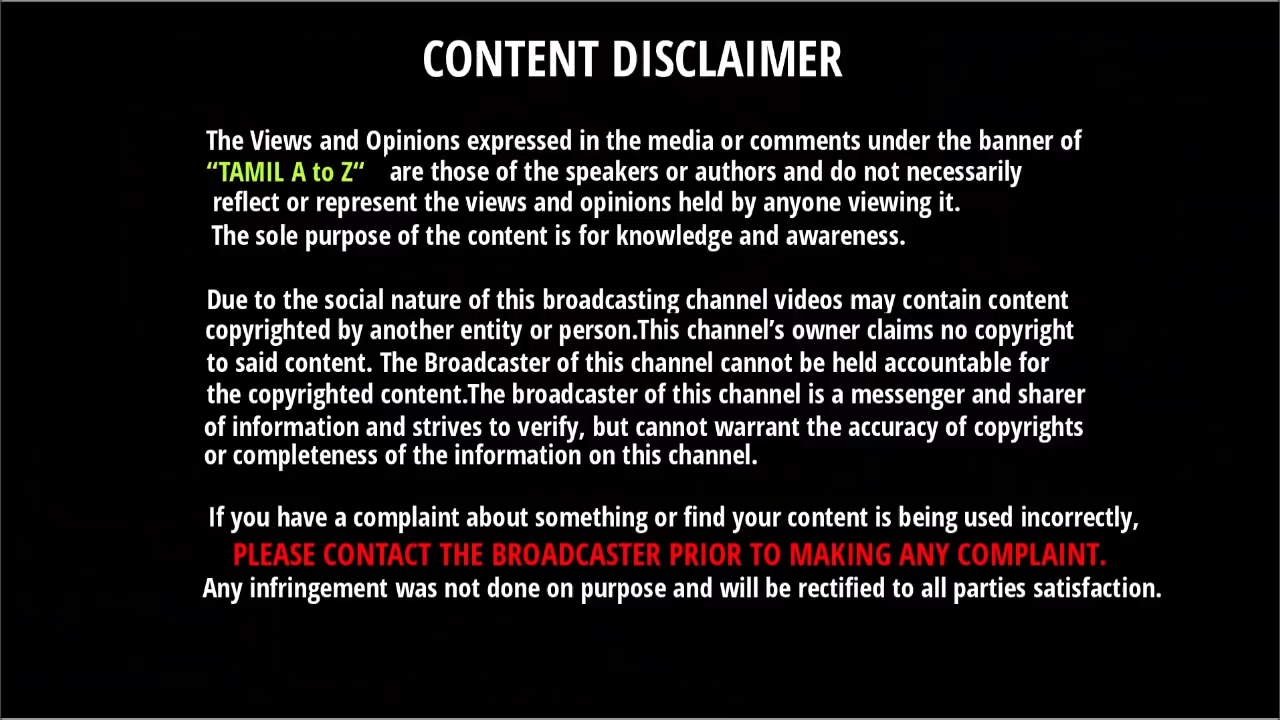 CONTENT DISCLAIMER
The Views and Opinions expressed in the media or comments under the banner of
“TAMIL A to Z“ are those of the speakers or authors and do not necessarily
reflect or represent the views and opinions held by anyone viewing it.
The sole purpose of the content is for knowledge and awareness.
Due to the social nature of this broadcasting channel videos may contain content
copyrighted by another entity or person.This channel’s owner claims no copyright
to said content. The Broadcaster of this channel cannot be held accountable for
the copyrighted content.The broadcaster of this channel is a messenger and sharer
of information and strives to verify, but cannot warrant the accuracy of copyrights
or completeness of the information on this channel.
If you have a complaint about something or find your content is being used incorrectly,
PLEASE CONTACT THE BROADCASTER PRIOR TO MAKING ANY COMPLAINT.
Any infringement was not done on purpose and will be rectified to all parties satisfaction.